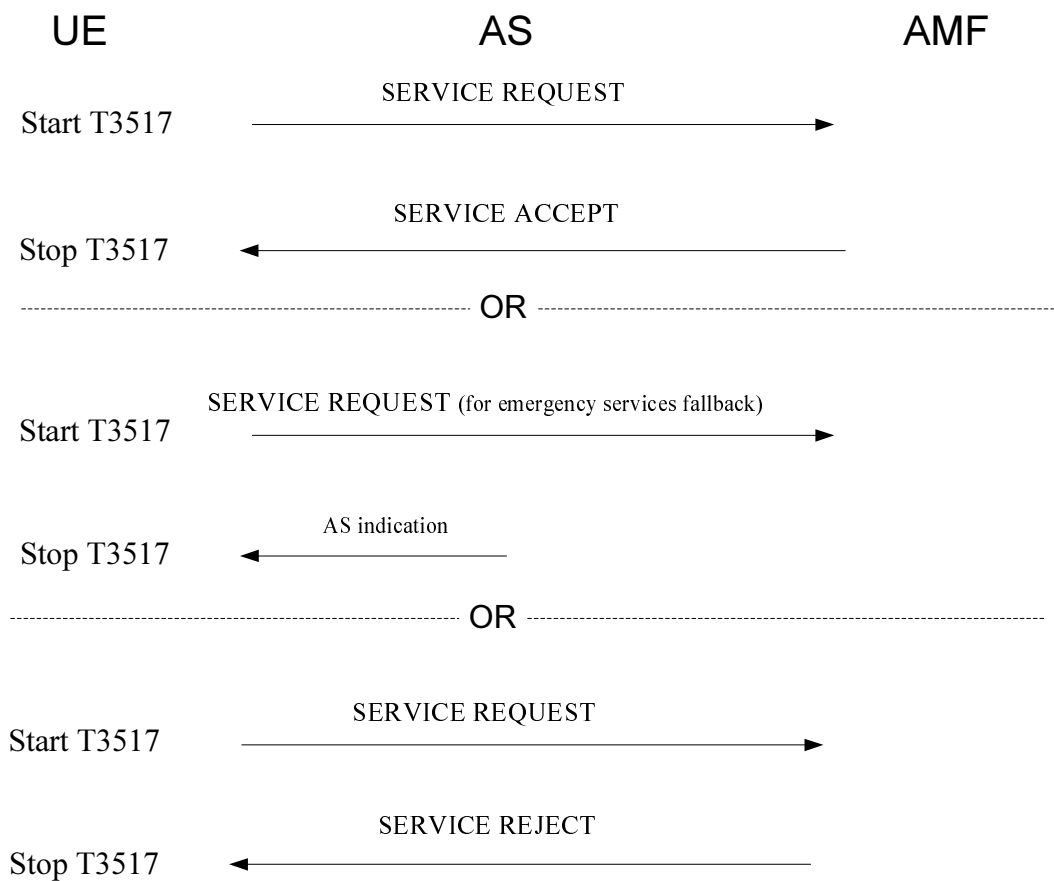 UE AS AMF
SERVICE REQUEST
Start T3517
SERVICE ACCEPT
Stop T3517
OR
SERVICE REQUEST (for emergency services fallback)
Start T3517
AS indication
Stop T3517
OR
SERVICE REQUEST
Start T3517
SERVICE REJECT
Stop T3517